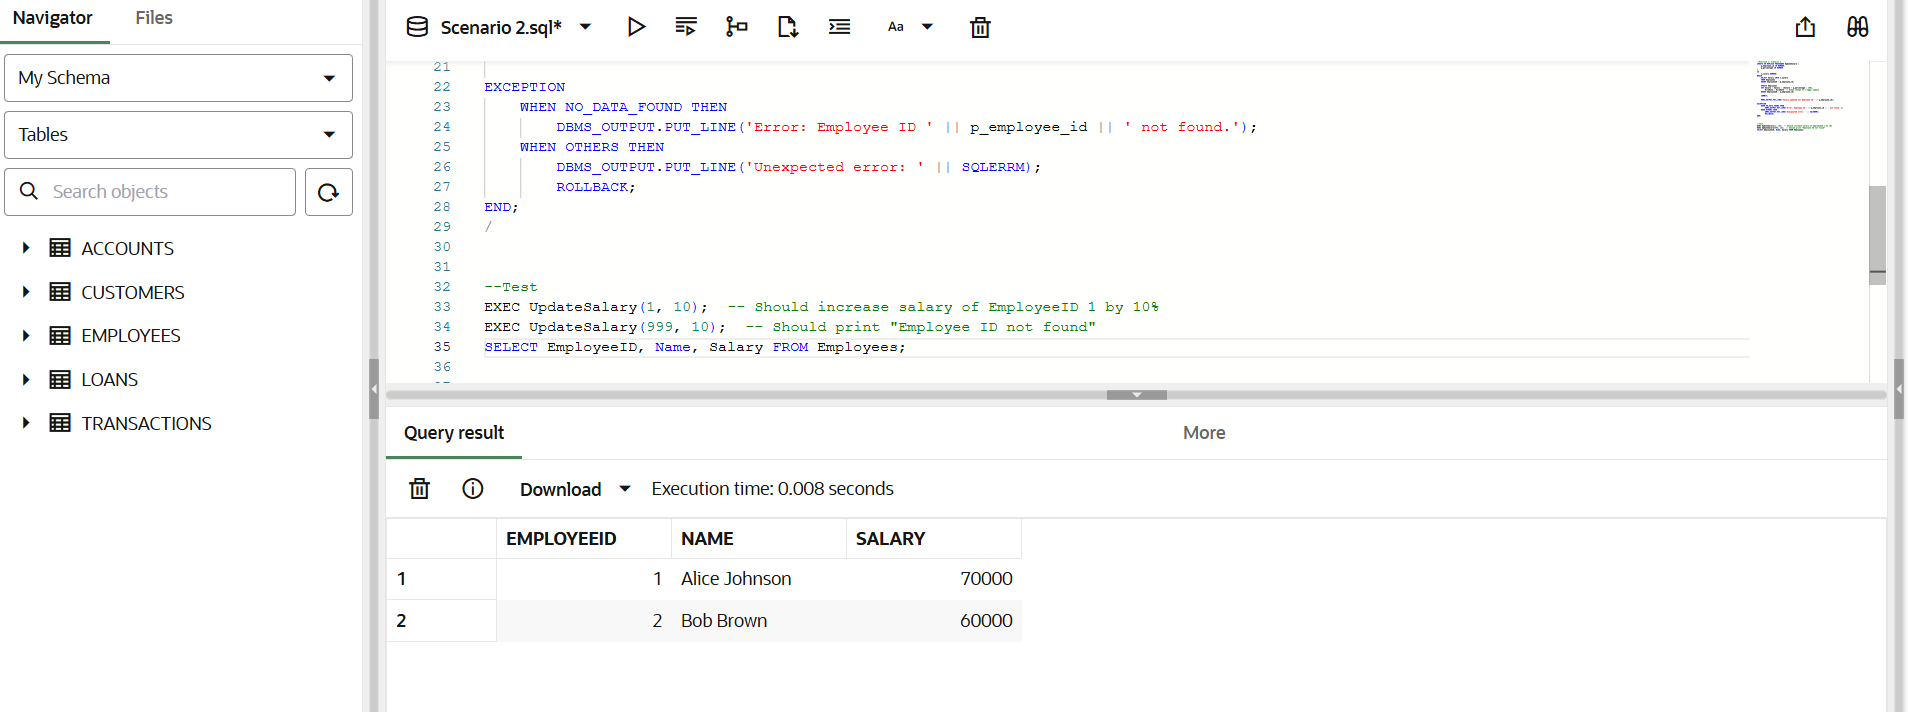 Navigator
Files
My Schema
Tables
Search objects
ACCOUNTS
CUSTOMERS
EMPLOYEES
LOANS
TRANSACTIONS
Scenario 2.sql*
Aa
21
22 EXCEPTION
23 WHEN NO_DATA_FOUND THEN
24 DBMS_OUTPUT.PUT_LINE('Error: Employee ID ' || p_employee_id || ' not found.');
25 WHEN OTHERS THEN
26 DBMS_OUTPUT.PUT_LINE('Unexpected error: ' || SQLERRM);
27 ROLLBACK;
28 END;
29 /
30
31
32 --Test
33 EXEC UpdateSalary(1, 10);  -- Should increase salary of EmployeeID 1 by 10%
34 EXEC UpdateSalary(999, 10);  -- Should print "Employee ID not found"
35 SELECT EmployeeID, Name, Salary FROM Employees;
36
Query result
More
Download
Execution time: 0.008 seconds
EMPLOYEEID NAME SALARY
1 1 Alice Johnson 70000
2 2 Bob Brown 60000